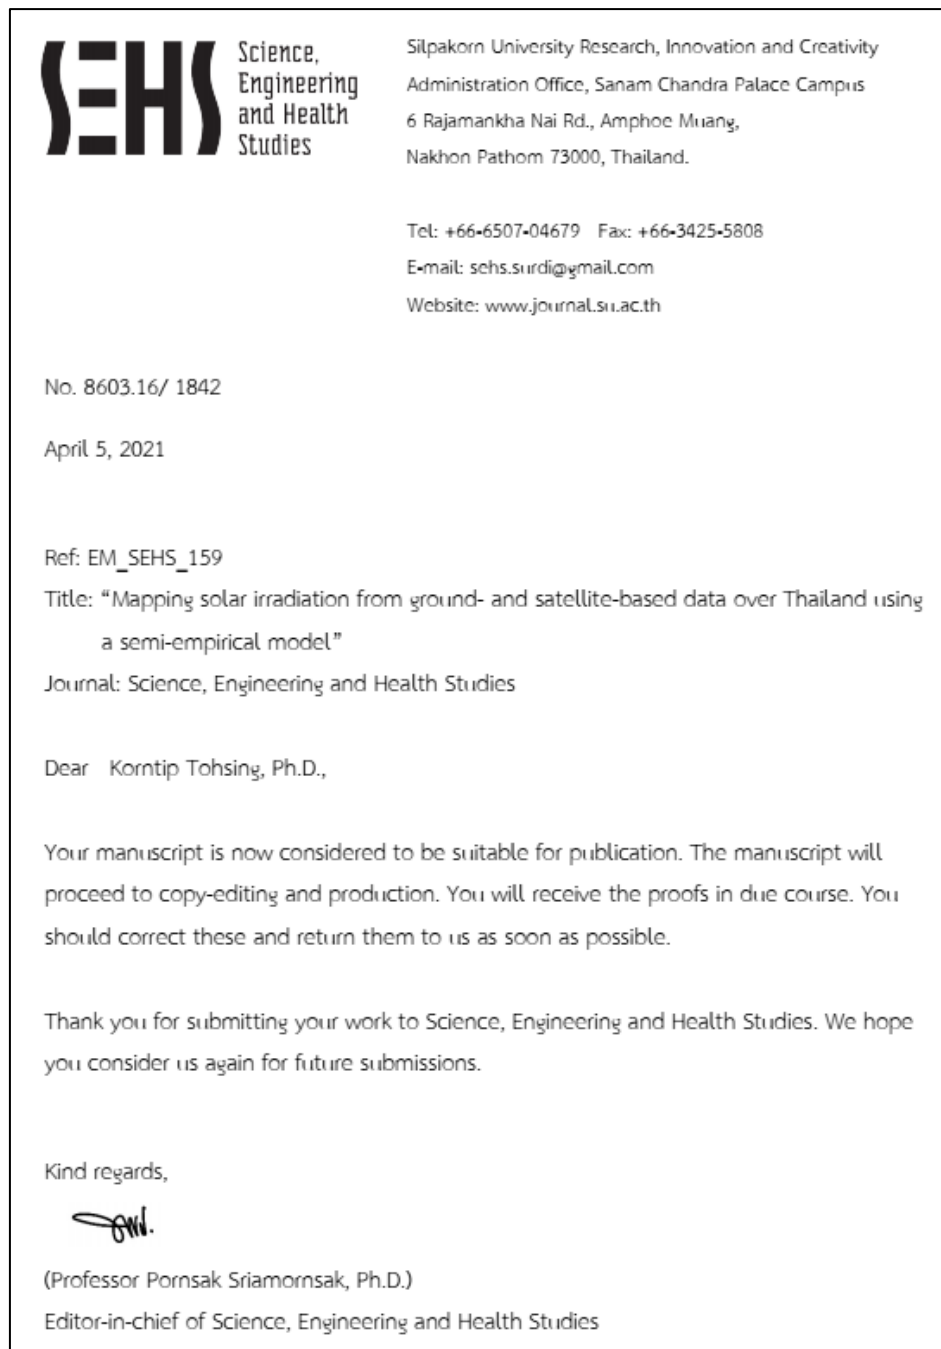 SEHS
Science,
Engineering
and Health
Studies
Silpakorn University Research, Innovation and Creativity
Administration Office, Sanam Chandra Palace Campus
6 Rajamankha Nai Rd., Amphoe Muang,
Nakhon Pathom 73000, Thailand.
Tel: +66-6507-04679 Fax: +66-3425-5808
E-mail: sehs.surdi@gmail.com
Website: www.journal.su.ac.th
No. 8603.16/ 1842
April 5, 2021
Ref: EM_SEHS_159
Title: “Mapping solar irradiation from ground- and satellite-based data over Thailand using
a semi-empirical model”
Journal: Science, Engineering and Health Studies
Dear Korntip Tohsing, Ph.D.,
Your manuscript is now considered to be suitable for publication. The manuscript will
proceed to copy-editing and production. You will receive the proofs in due course. You
should correct these and return them to us as soon as possible.
Thank you for submitting your work to Science, Engineering and Health Studies. We hope
you consider us again for future submissions.
Kind regards,
(Professor Pornsak Sriamornsak, Ph.D.)
Editor-in-chief of Science, Engineering and Health Studies